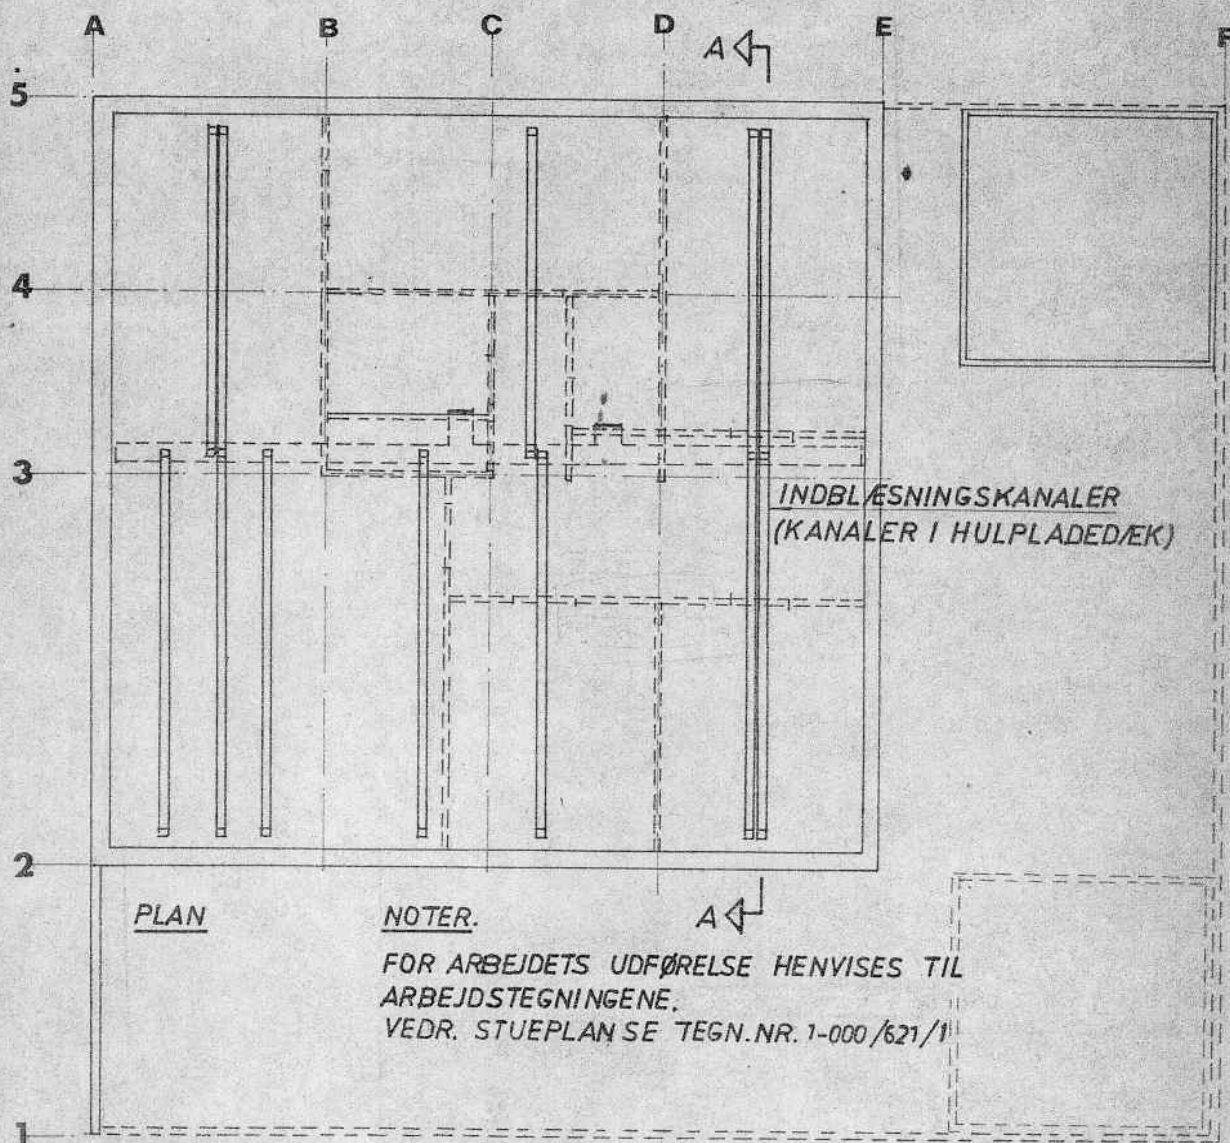 A B C D E F
A
5
4
3
INDBLÆSNINGSKANALER
(KANALER I HULPLADEDÆK)
2
PLAN
NOTER.
A
FOR ARBEJDETS UDFØRELSE HENVISES TIL
ARBEJDSTEGNINGENE.
VEDR. STUEPLAN SE TEGN.NR. 1-000/621/1
1